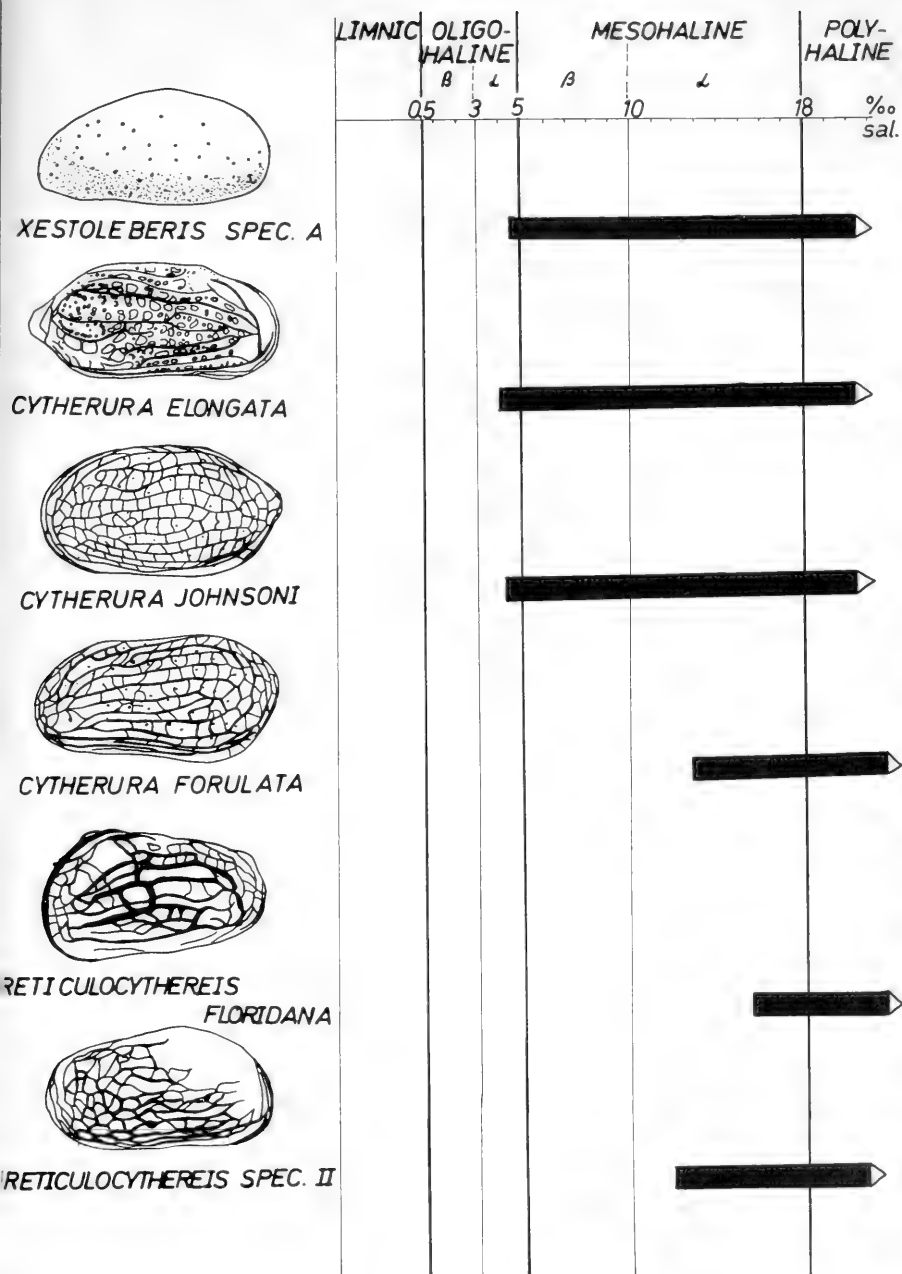 LIMNIC OLIGO- MESOHALINE POLY-
HALINE HALINE
β α β α
0.5 3 5 10 18 ‰
sal.
XESTOLEBERIS SPEC. A
CYTHERURA ELONGATA
CYTHERURA JOHNSONI
CYTHERURA FORULATA
RETICULOCYTHEREIS
FLORIDANA
RETICULOCYTHEREIS SPEC. II